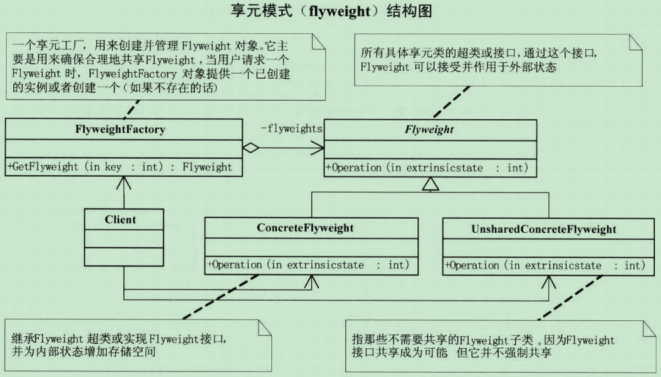 享元模式（flyweight）结构图
一个享元工厂，用来创建并管理 Flyweight 对象。它主
要是用来确保合理地共享Flyweight，当用户请求一个
Flyweight 时，FlyweightFactory 对象提供一个已创建
的实例或者创建一个(如果不存在的话)
所有具体享元类的超类或接口，通过这个接口，
Flyweight 可以接受并作用于外部状态
FlyweightFactory
+GetFlyweight (in key : int) : Flyweight
-flyweights
Flyweight
+Operation (in extrinsicstate : int)
Client
ConcreteFlyweight
+Operation (in extrinsicstate : int)
UnsharedConcreteFlyweight
+Operation (in extrinsicstate : int)
继承Flyweight 超类或实现 Flyweight接口，
并为内部状态增加存储空间
指那些不需要共享的Flyweight子类 。因为Flyweight
接口共享成为可能 但它并不强制共享